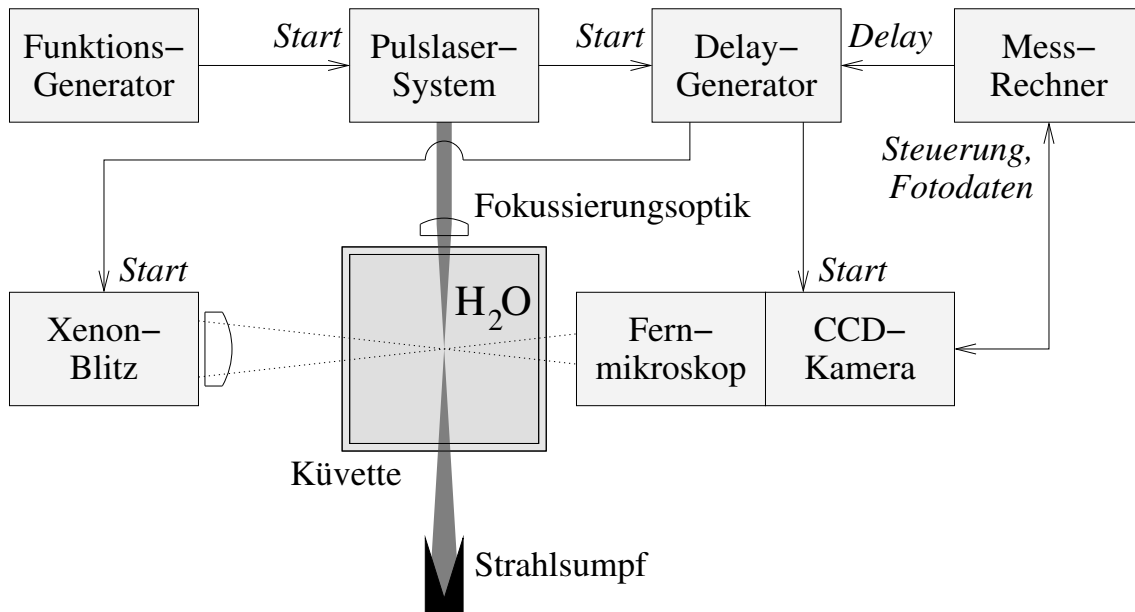 Funktions–
Generator
Start
Pulslaser–
System
Start
Delay–
Generator
Delay
Mess–
Rechner
Steuerung,
Fotodaten
Fokussierungsoptik
Start
Xenon–
Blitz
H2O
Start
Fern–
mikroskop
CCD–
Kamera
Küvette
Strahlsumpf